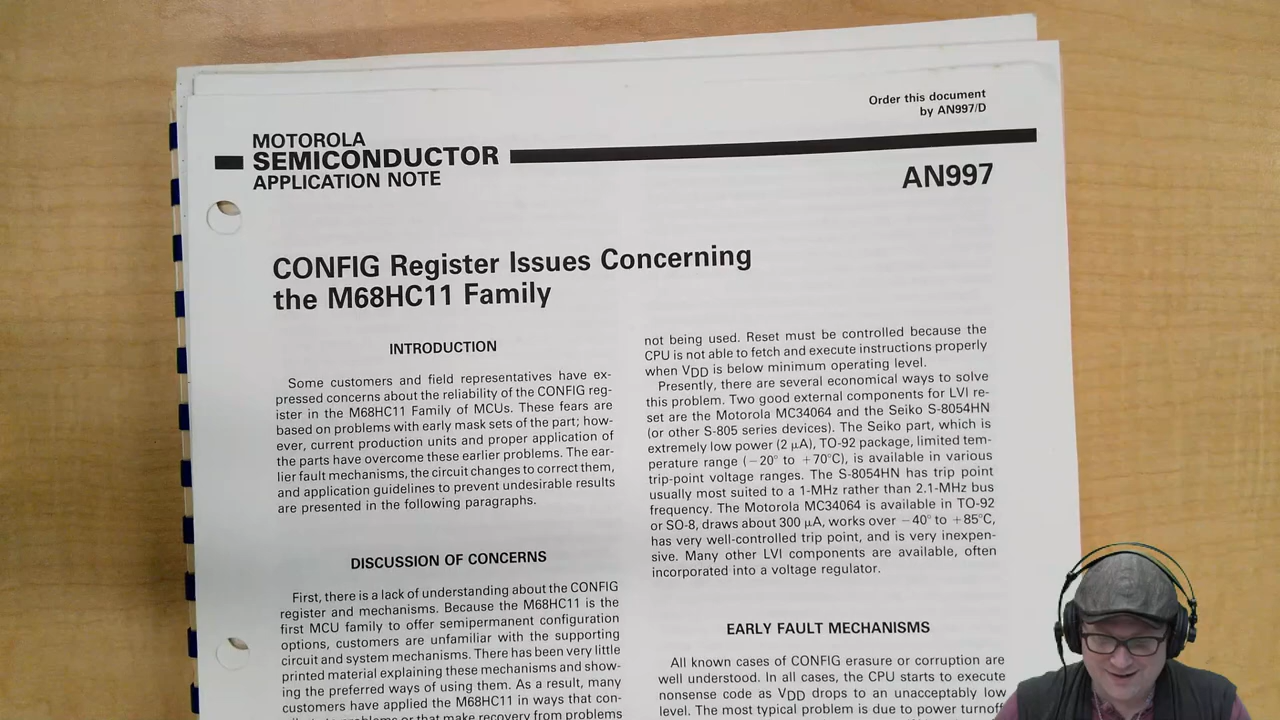 Order this document
by AN997/D
MOTOROLA
SEMICONDUCTOR
APPLICATION NOTE
AN997
CONFIG Register Issues Concerning
the M68HC11 Family
INTRODUCTION
Some customers and field representatives have ex-
pressed concerns about the reliability of the CONFIG reg-
ister in the M68HC11 Family of MCUs. These fears are
based on problems with early mask sets of the part; how-
ever, current production units and proper application of
the parts have overcome these earlier problems. The ear-
lier fault mechanisms, the circuit changes to correct them,
and application guidelines to prevent undesirable results
are presented in the following paragraphs.
DISCUSSION OF CONCERNS
First, there is a lack of understanding about the CONFIG
register and mechanisms. Because the M68HC11 is the
first MCU family to offer semipermanent configuration
options, customers are unfamiliar with the supporting
circuit and system mechanisms. There has been very little
printed material explaining these mechanisms and show-
ing the preferred ways of using them. As a result, many
customers have applied the M68HC11 in ways that con-
problems or that make recovery from problems
not being used. Reset must be controlled because the
CPU is not able to fetch and execute instructions properly
when VDD is below minimum operating level.
Presently, there are several economical ways to solve
this problem. Two good external components for LVI re-
set are the Motorola MC34064 and the Seiko S-8054HN
(or other S-805 series devices). The Seiko part, which is
extremely low power (2 μA), TO-92 package, limited tem-
perature range (−20° to +70°C), is available in various
trip-point voltage ranges. The S-8054HN has trip point
usually most suited to a 1-MHz rather than 2.1-MHz bus
frequency. The Motorola MC34064 is available in TO-92
or SO-8, draws about 300 μA, works over −40° to +85°C,
has very well-controlled trip point, and is very inexpen-
sive. Many other LVI components are available, often
incorporated into a voltage regulator.
EARLY FAULT MECHANISMS
All known cases of CONFIG erasure or corruption are
well understood. In all cases, the CPU starts to execute
nonsense code as VDD drops to an unacceptably low
level. The most typical problem is due to power turnoff